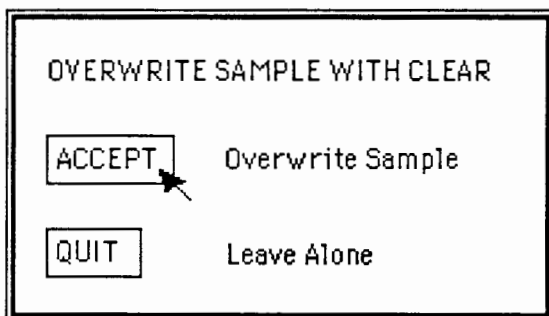 OVERWRITE SAMPLE WITH CLEAR
ACCEPT Overwrite Sample
QUIT Leave Alone